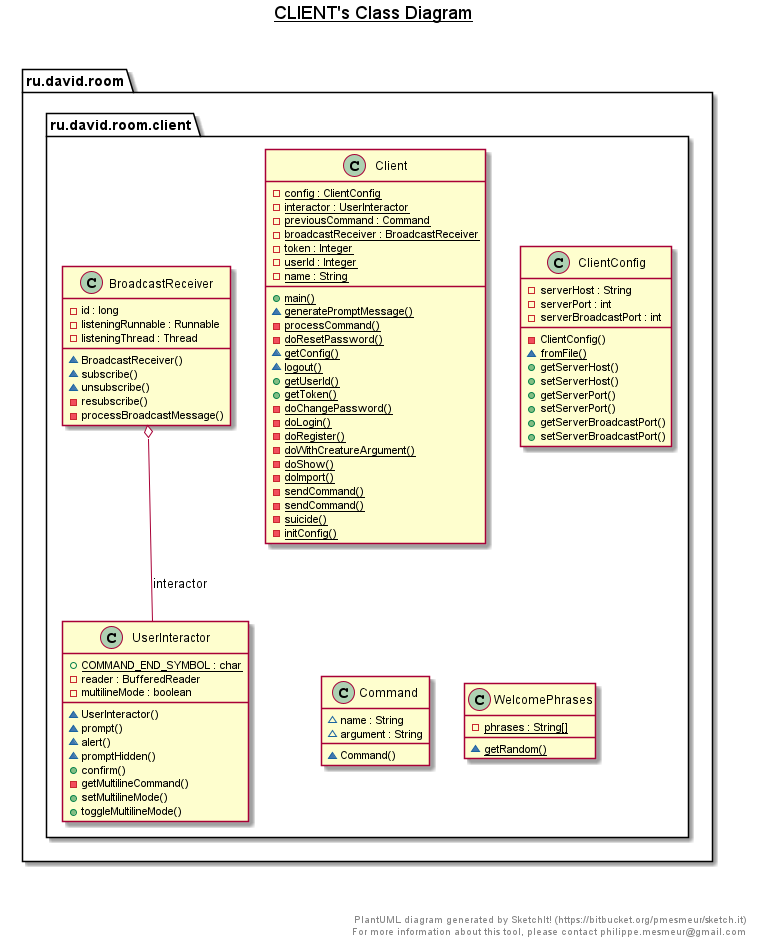 CLIENT's Class Diagram
ru.david.room
ru.david.room.client
C Client
config : ClientConfig
interactor : UserInteractor
previousCommand : Command
broadcastReceiver : BroadcastReceiver
token : Integer
userId : Integer
name : String
main()
generatePromptMessage()
processCommand()
doResetPassword()
getConfig()
logout()
getUserId()
getToken()
doChangePassword()
doLogin()
doRegister()
doWithCreatureArgument()
doShow()
doImport()
sendCommand()
sendCommand()
suicide()
initConfig()
C ClientConfig
serverHost : String
serverPort : int
serverBroadcastPort : int
ClientConfig()
fromFile()
getServerHost()
setServerHost()
getServerPort()
setServerPort()
getServerBroadcastPort()
setServerBroadcastPort()
C BroadcastReceiver
id : long
listeningRunnable : Runnable
listeningThread : Thread
BroadcastReceiver()
subscribe()
unsubscribe()
resubscribe()
processBroadcastMessage()
interactor
C UserInteractor
COMMAND_END_SYMBOL : char
reader : BufferedReader
multilineMode : boolean
UserInteractor()
prompt()
alert()
promptHidden()
confirm()
getMultilineCommand()
setMultilineMode()
toggleMultilineMode()
C Command
name : String
argument : String
Command()
C WelcomePhrases
phrases : String[]
getRandom()
PlantUML diagram generated by SketchIt! (https://bitbucket.org/pmesmeur/sketch.it)
For more information about this tool, please contact philippe.mesmeur@gmail.com